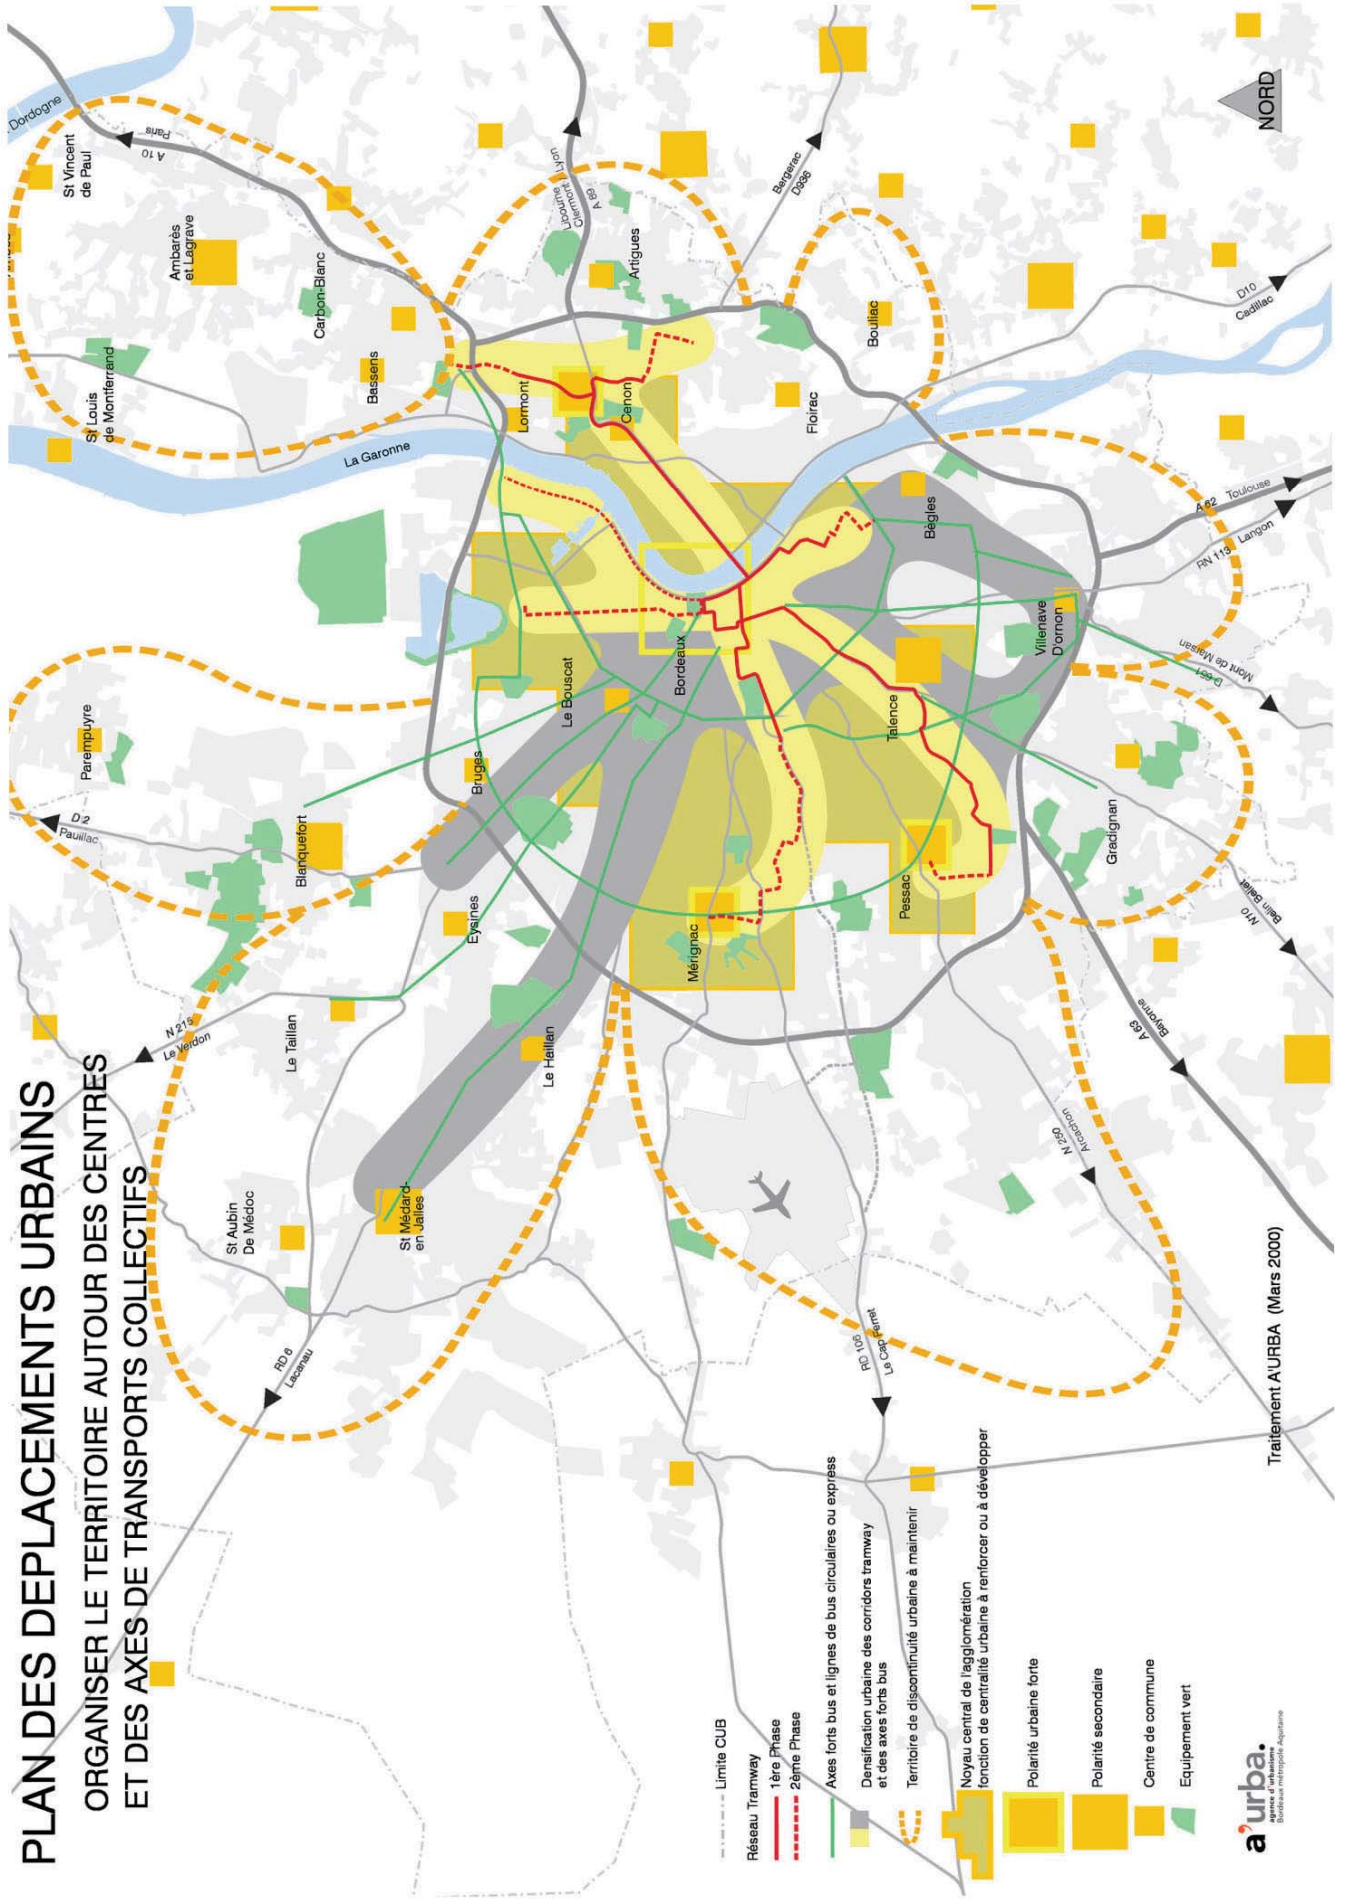 PLAN DES DEPLACEMENTS URBAINS
ORGANISER LE TERRITOIRE AUTOUR DES CENTRES
ET DES AXES DE TRANSPORTS COLLECTIFS
Dordogne
St Vincent
de Paul
A 10
Paris
Ambarès
et Lagrave
Carbon-Blanc
St Louis
de Montferrand
Bassens
La Garonne
Lormont
Cenon
Libourne
Clermont
Lyon
A 89
Artigues
Bergerac
D936
Bouliac
Floirac
D10
Cadillac
NORD
Parempuyre
D 2
Pauillac
Blanquefort
Bruges
Le Bouscat
Bordeaux
Bègles
Villenave
D'ornon
A 62
Toulouse
RN 113
Langon
Mont de Marsan
D 651
Talence
Gradignan
Pessac
Mérignac
Eysines
N 215
Le Verdon
Le Taillan
Le Haillan
N10
Belin Beliet
A 63
Bayonne
N 250
Arcachon
St Aubin
De Médoc
St Médard-
en Jalles
RD 6
Lacanau
RD 106
Le Cap Ferret
Limite CUB
Réseau Tramway
1ère Phase
2ème Phase
Axes forts bus et lignes de bus circulaires ou express
Densification urbaine des corridors tramway
et des axes forts bus
Territoire de discontinuité urbaine à maintenir
Noyau central de l'agglomération
fonction de centralité urbaine à renforcer ou à développer
Polarité urbaine forte
Polarité secondaire
Centre de commune
Equipement vert
Traitement A'URBA (Mars 2000)
a'urba.
agence d'urbanisme
Bordeaux métropole Aquitaine